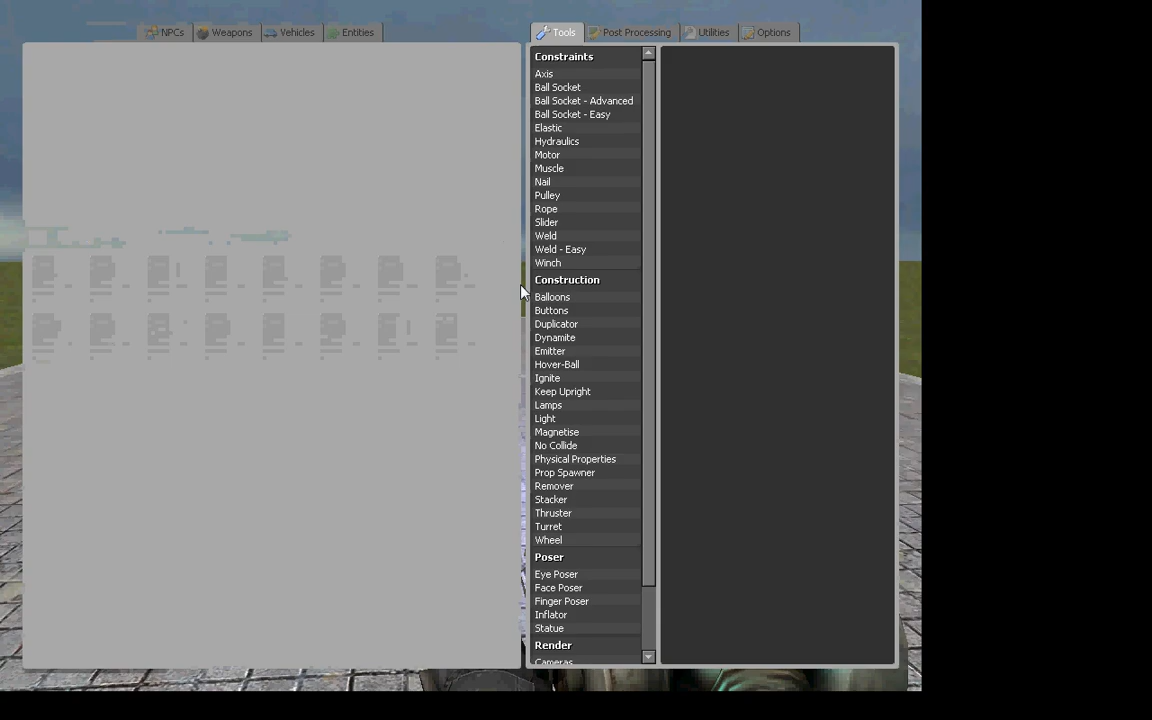 NPCs Weapons Vehicles Entities
Tools Post Processing Utilities Options
Constraints
Axis
Ball Socket
Ball Socket - Advanced
Ball Socket - Easy
Elastic
Hydraulics
Motor
Muscle
Nail
Pulley
Rope
Slider
Weld
Weld - Easy
Winch
Construction
Balloons
Buttons
Duplicator
Dynamite
Emitter
Hover-Ball
Ignite
Keep Upright
Lamps
Light
Magnetise
No Collide
Physical Properties
Prop Spawner
Remover
Stacker
Thruster
Turret
Wheel
Poser
Eye Poser
Face Poser
Finger Poser
Inflator
Statue
Render
Cameras